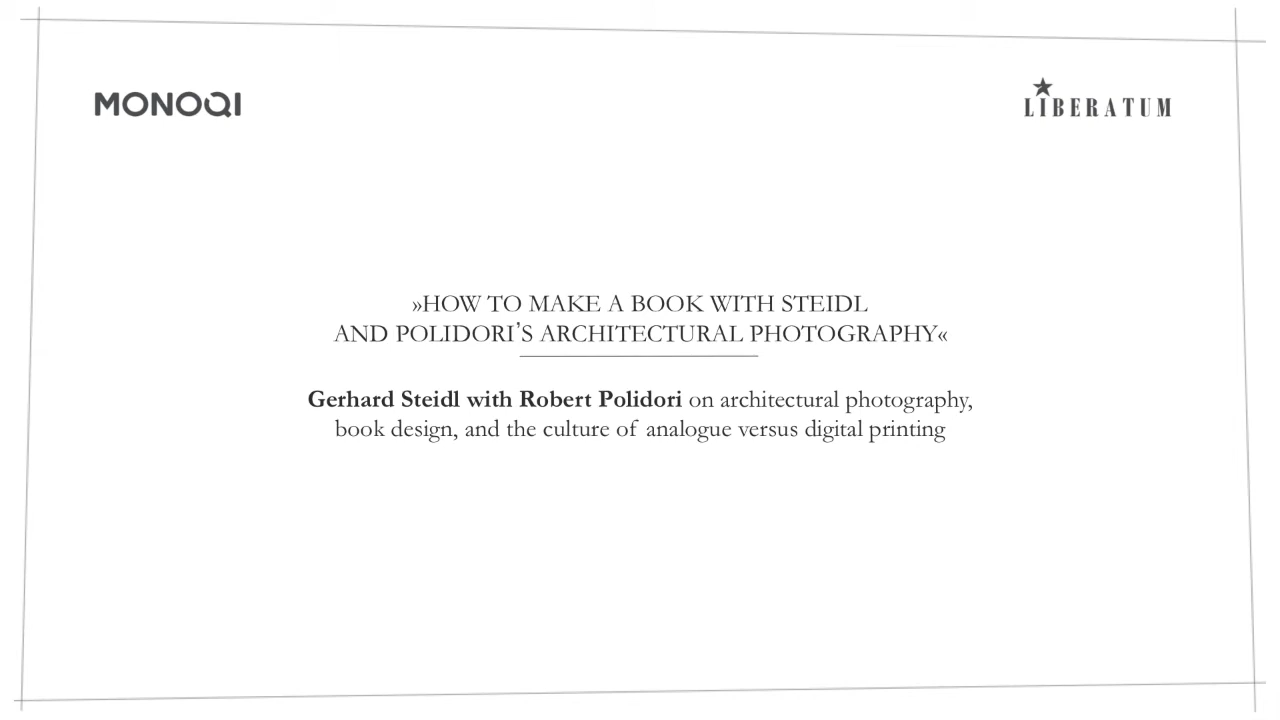 MONOQI
LIBERATUM
»HOW TO MAKE A BOOK WITH STEIDL
AND POLIDORI'S ARCHITECTURAL PHOTOGRAPHY«
Gerhard Steidl with Robert Polidori on architectural photography,
book design, and the culture of analogue versus digital printing